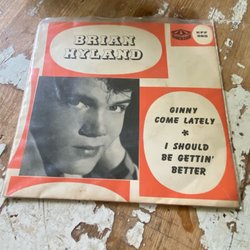 BRIAN
HYLAND
GINNY
COME LATELY
*
I SHOULD
BE GETTIN'
BETTER